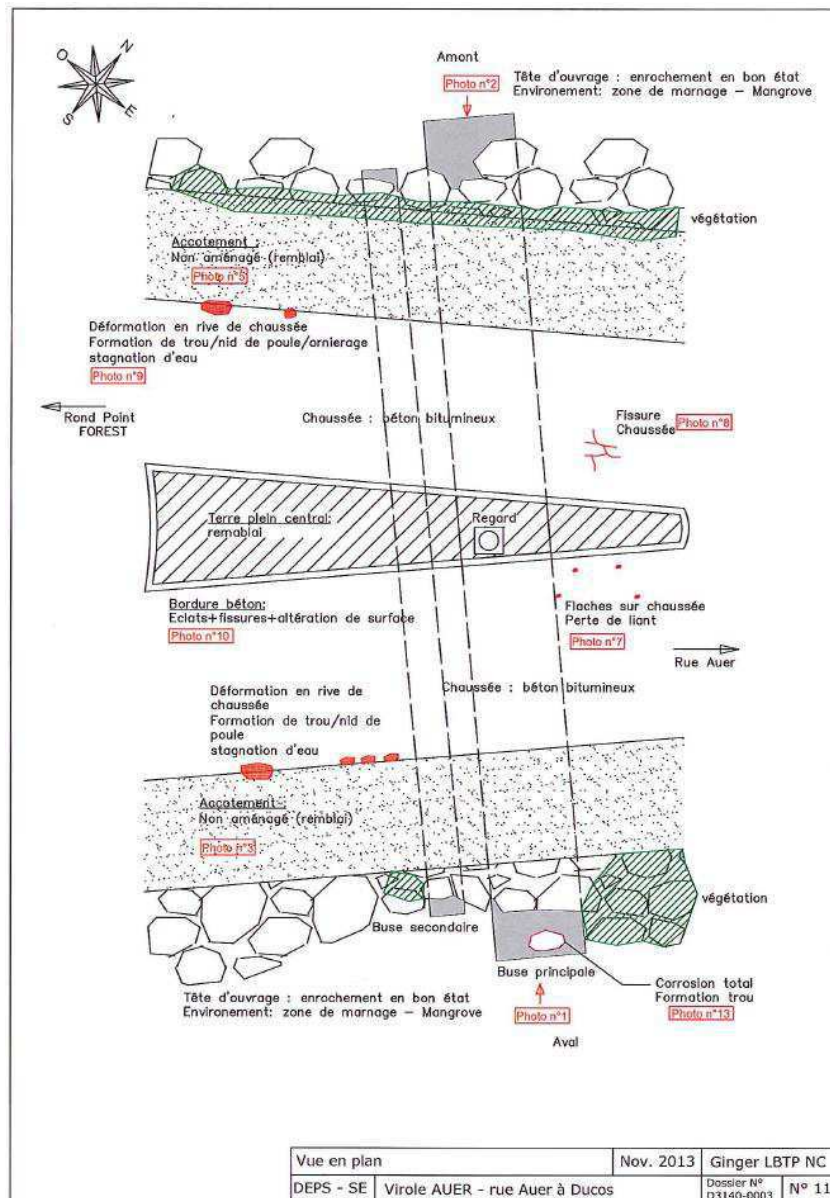 N
O
E
S
Amont
Photo n°2
Tête d'ouvrage : enrochement en bon état
Environement: zone de marnage – Mangrove
végétation
Accotement :
Non aménagé (remblai)
Photo n°5
Déformation en rive de chaussée
Formation de trou/nid de poule/ornierage
stagnation d'eau
Photo n°9
Rond Point
FOREST
Chaussée : béton bitumineux
Fissure
Chaussée
Photo n°8
Terre plein central:
remablai
Regard
Bordure béton:
Eclats+fissures+altération de surface
Photo n°10
Flaches sur chaussée
Perte de liant
Photo n°7
Rue Auer
Déformation en rive de
chaussée
Formation de trou/nid de
poule
stagnation d'eau
Chaussée : béton bitumineux
Accotement :
Non aménagé (remblai)
Photo n°3
végétation
Buse secondaire
Buse principale
Corrosion total
Formation trou
Photo n°13
Tête d'ouvrage : enrochement en bon état
Environement: zone de marnage – Mangrove
Photo n°1
Aval
Vue en plan Nov. 2013 Ginger LBTP NC
DEPS - SE Virole AUER - rue Auer à Ducos Dossier N° D3140-0003 N° 11